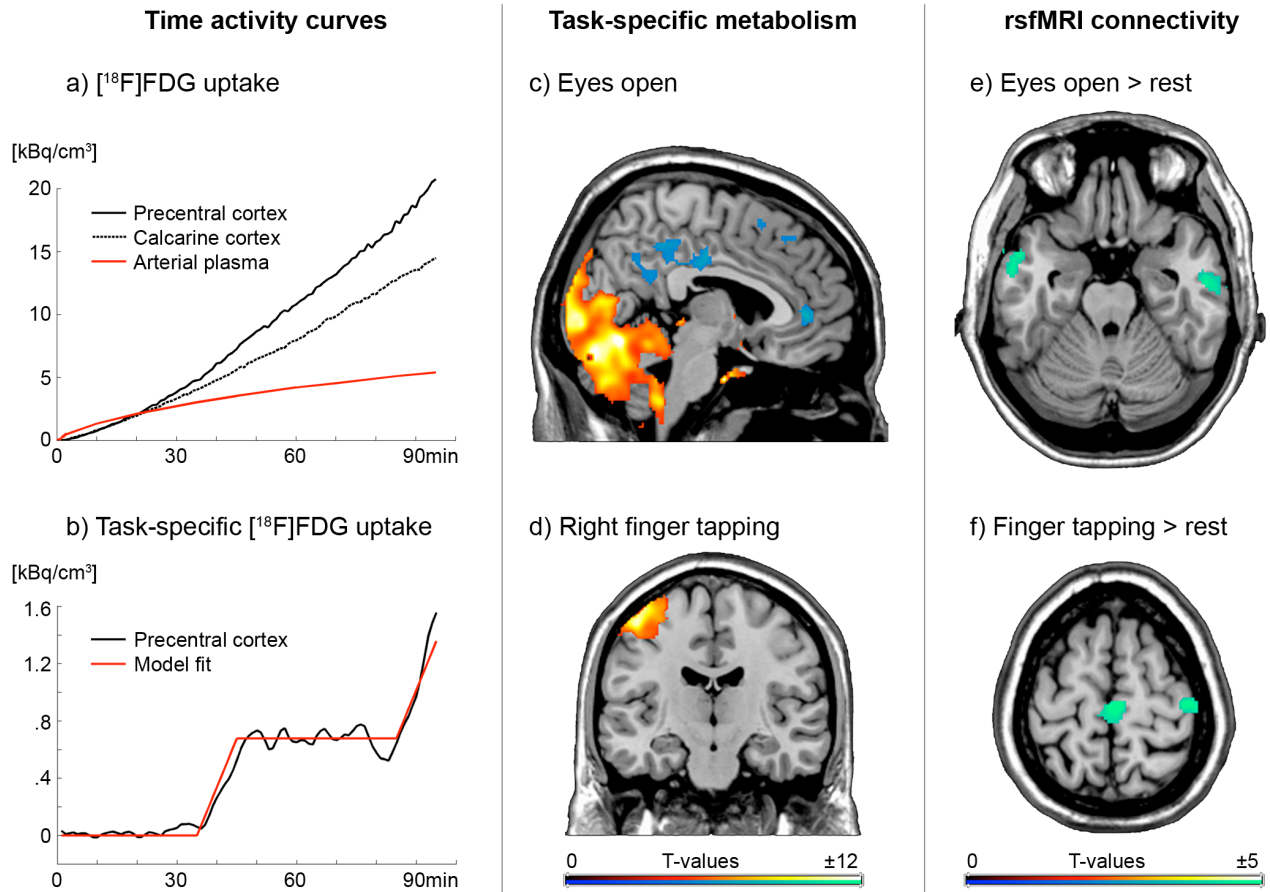 Time activity curves
Task-specific metabolism
rsfMRI connectivity
a) [¹⁸F]FDG uptake
[kBq/cm³]
20
15
10
5
0
Precentral cortex
Calcarine cortex
Arterial plasma
0 30 60 90min
b) Task-specific [¹⁸F]FDG uptake
[kBq/cm³]
1.6
1.2
.8
.4
0
Precentral cortex
Model fit
0 30 60 90min
c) Eyes open
d) Right finger tapping
0 T-values ±12
e) Eyes open > rest
f) Finger tapping > rest
0 T-values ±5